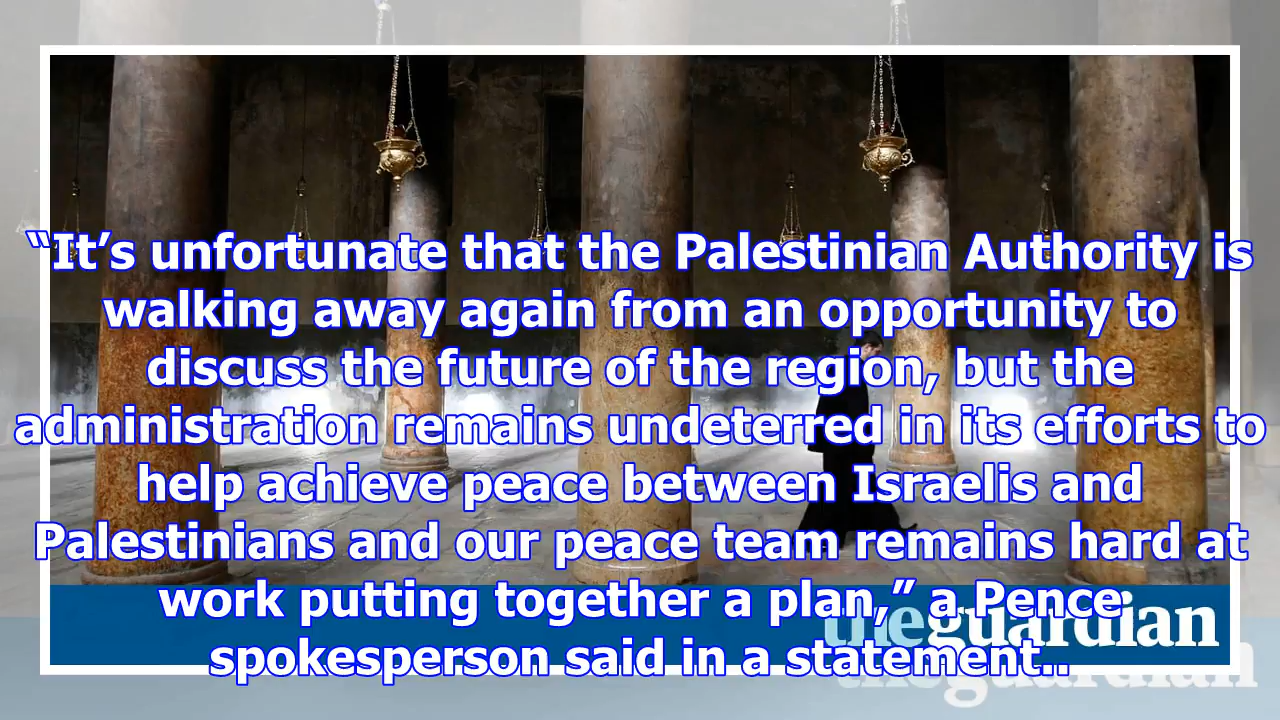 “It’s unfortunate that the Palestinian Authority is
walking away again from an opportunity to
discuss the future of the region, but the
administration remains undeterred in its efforts to
help achieve peace between Israelis and
Palestinians and our peace team remains hard at
work putting together a plan,” a Pence
spokesperson said in a statement..
theguardian
theguardian